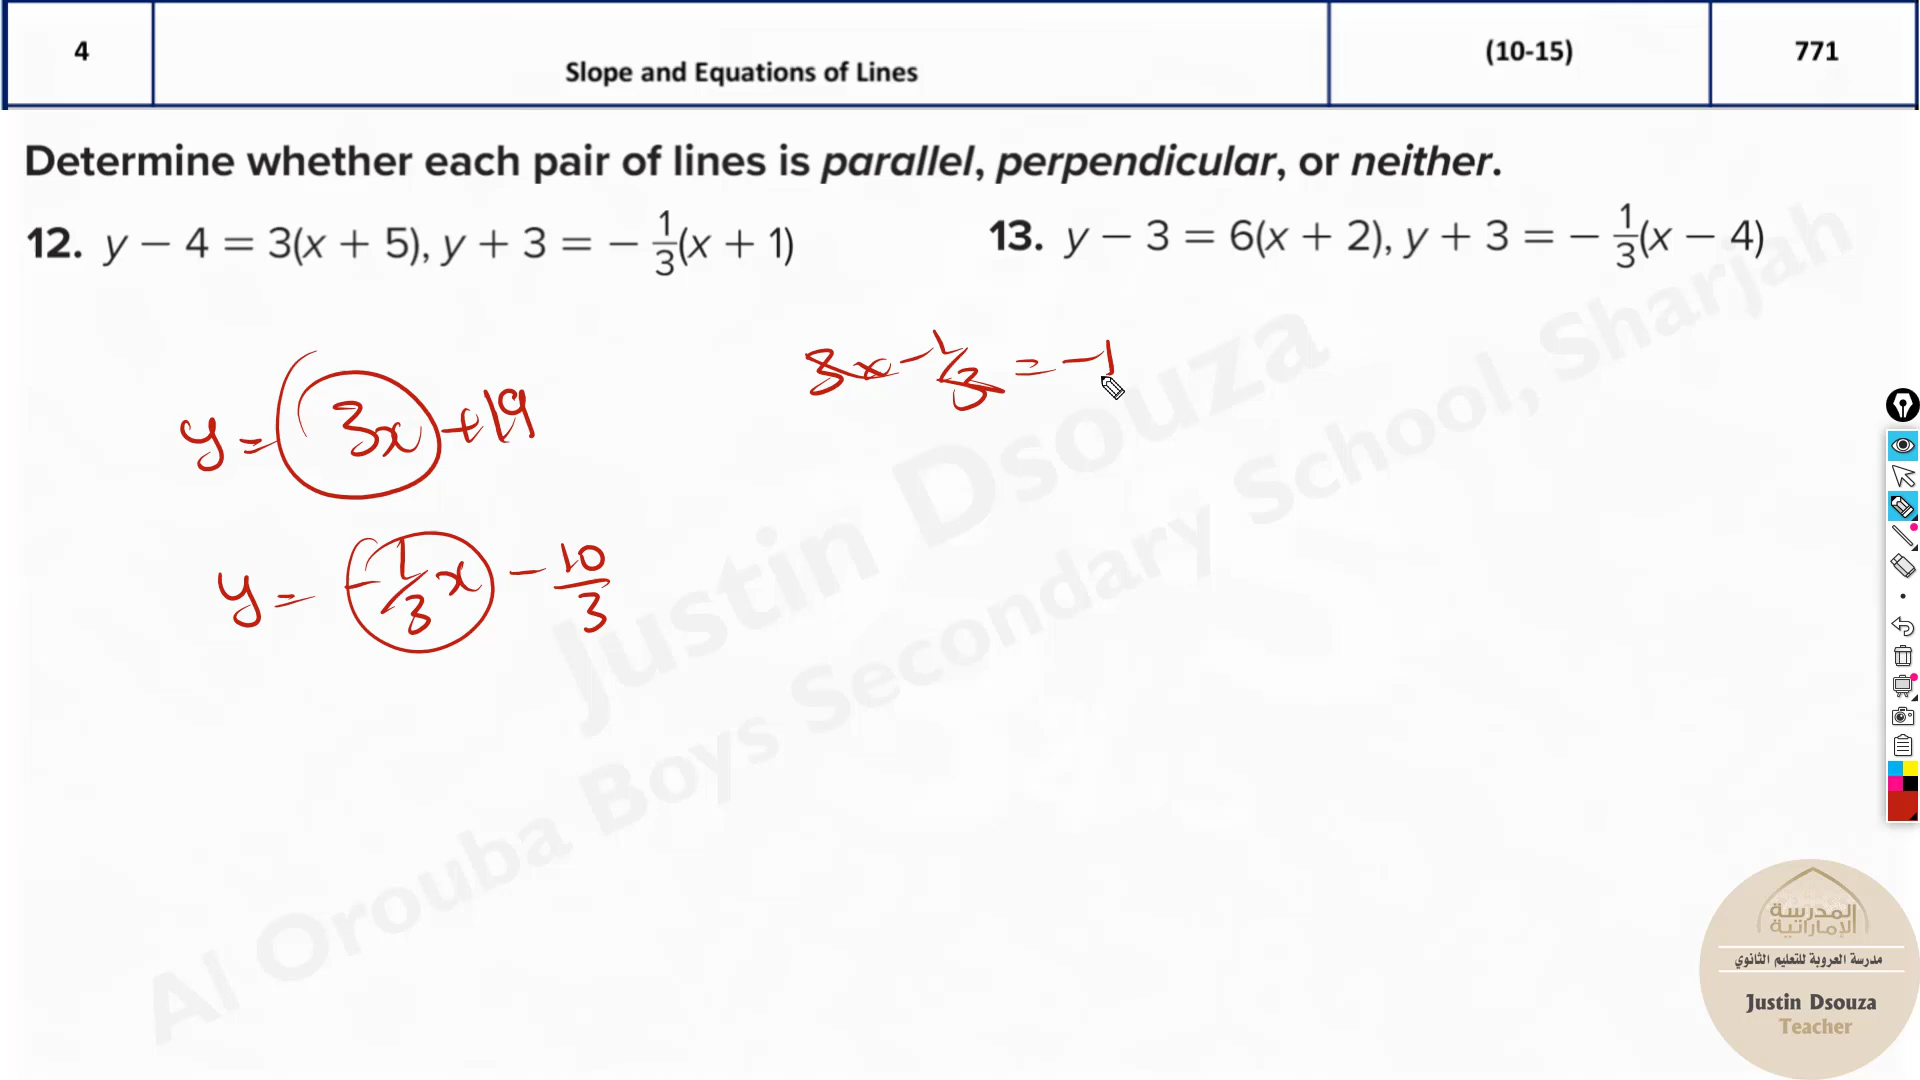 4
Slope and Equations of Lines
(10-15)
771
Determine whether each pair of lines is parallel, perpendicular, or neither.
12. y − 4 = 3(x + 5), y + 3 = − 1/3(x + 1)
13. y − 3 = 6(x + 2), y + 3 = − 1/3(x − 4)
3 x − 1/3 = −1
y = 3x + 19
y = − 1/3 x − 10/3
Justin Dsouza
Al Orouba Boys Secondary School, Sharjah
المدرسة
الإماراتية
مدرسة العروبة للتعليم الثانوي
Justin Dsouza
Teacher